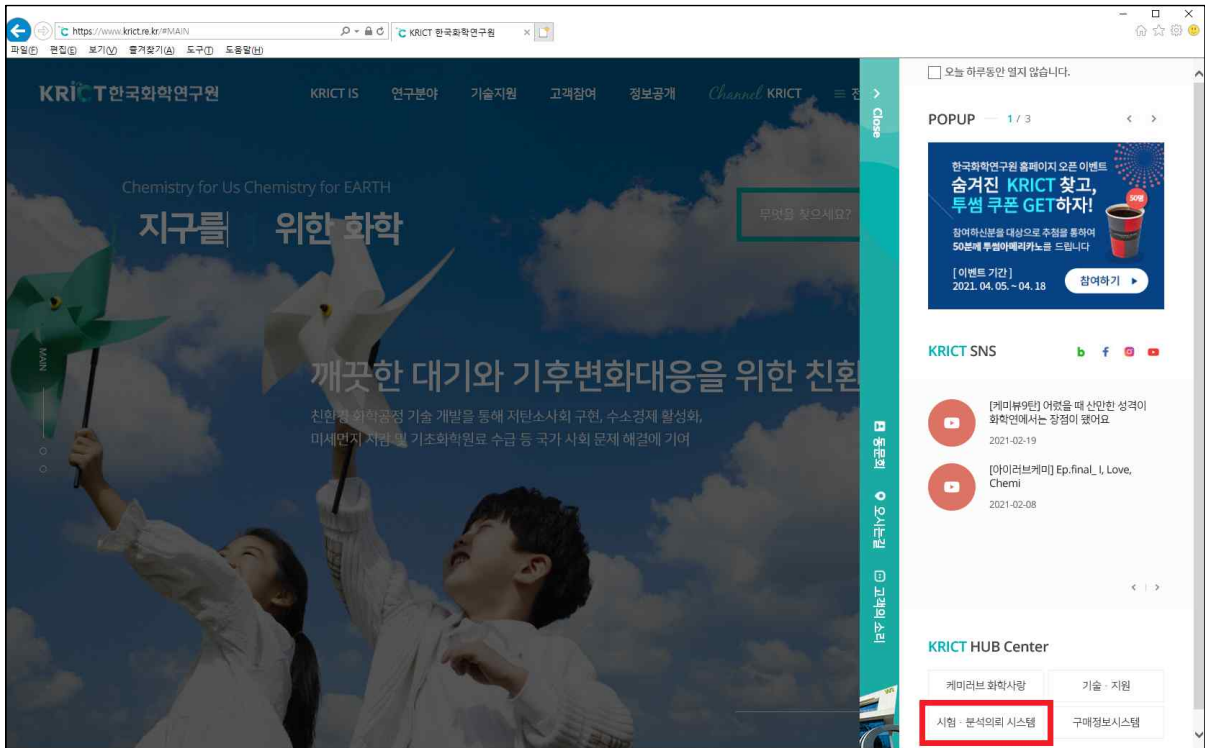 https://www.krict.re.kr/#MAIN
KRICT 한국화학연구원
파일(F) 편집(E) 보기(V) 즐겨찾기(A) 도구(T) 도움말(H)
KRICT 한국화학연구원
KRICT IS 연구분야 기술지원 고객참여 정보공개 Channel KRICT 전
Chemistry for Us Chemistry for EARTH
지구를 위한 화학
무엇을 찾으세요?
MAIN
깨끗한 대기와 기후변화대응을 위한 친환
친환경 화학공정 기술 개발을 통해 저탄소사회 구현, 수소경제 활성화,
미세먼지 저감 및 기초화학원료 수급 등 국가 사회 문제 해결에 기여
Close
동문회
오시는길
고객의 소리
오늘 하루동안 열지 않습니다.
POPUP 1 / 3
한국화학연구원 홈페이지 오픈 이벤트
숨겨진 KRICT 찾고,
투썸 쿠폰 GET하자!
50명
참여하신분을 대상으로 추첨을 통하여
50분께 투썸아메리카노를 드립니다
[이벤트 기간]
2021. 04. 05. ~ 04. 18
참여하기
KRICT SNS
[케미뷰9탄] 어렸을 때 산만한 성격이
화학연에서는 장점이 됐어요
2021-02-19
[아이러브케미] Ep.final_ I, Love,
Chemi
2021-02-08
KRICT HUB Center
케미러브 화학사랑
기술 · 지원
시험 · 분석의뢰 시스템
구매정보시스템